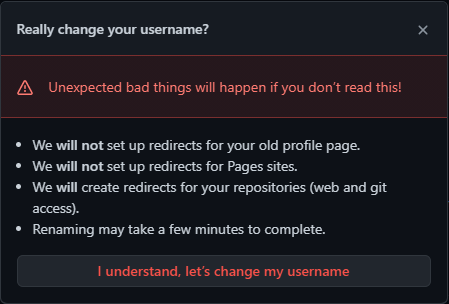 Really change your username?
Unexpected bad things will happen if you don’t read this!
We will not set up redirects for your old profile page.
We will not set up redirects for Pages sites.
We will create redirects for your repositories (web and git
access).
Renaming may take a few minutes to complete.
I understand, let’s change my username